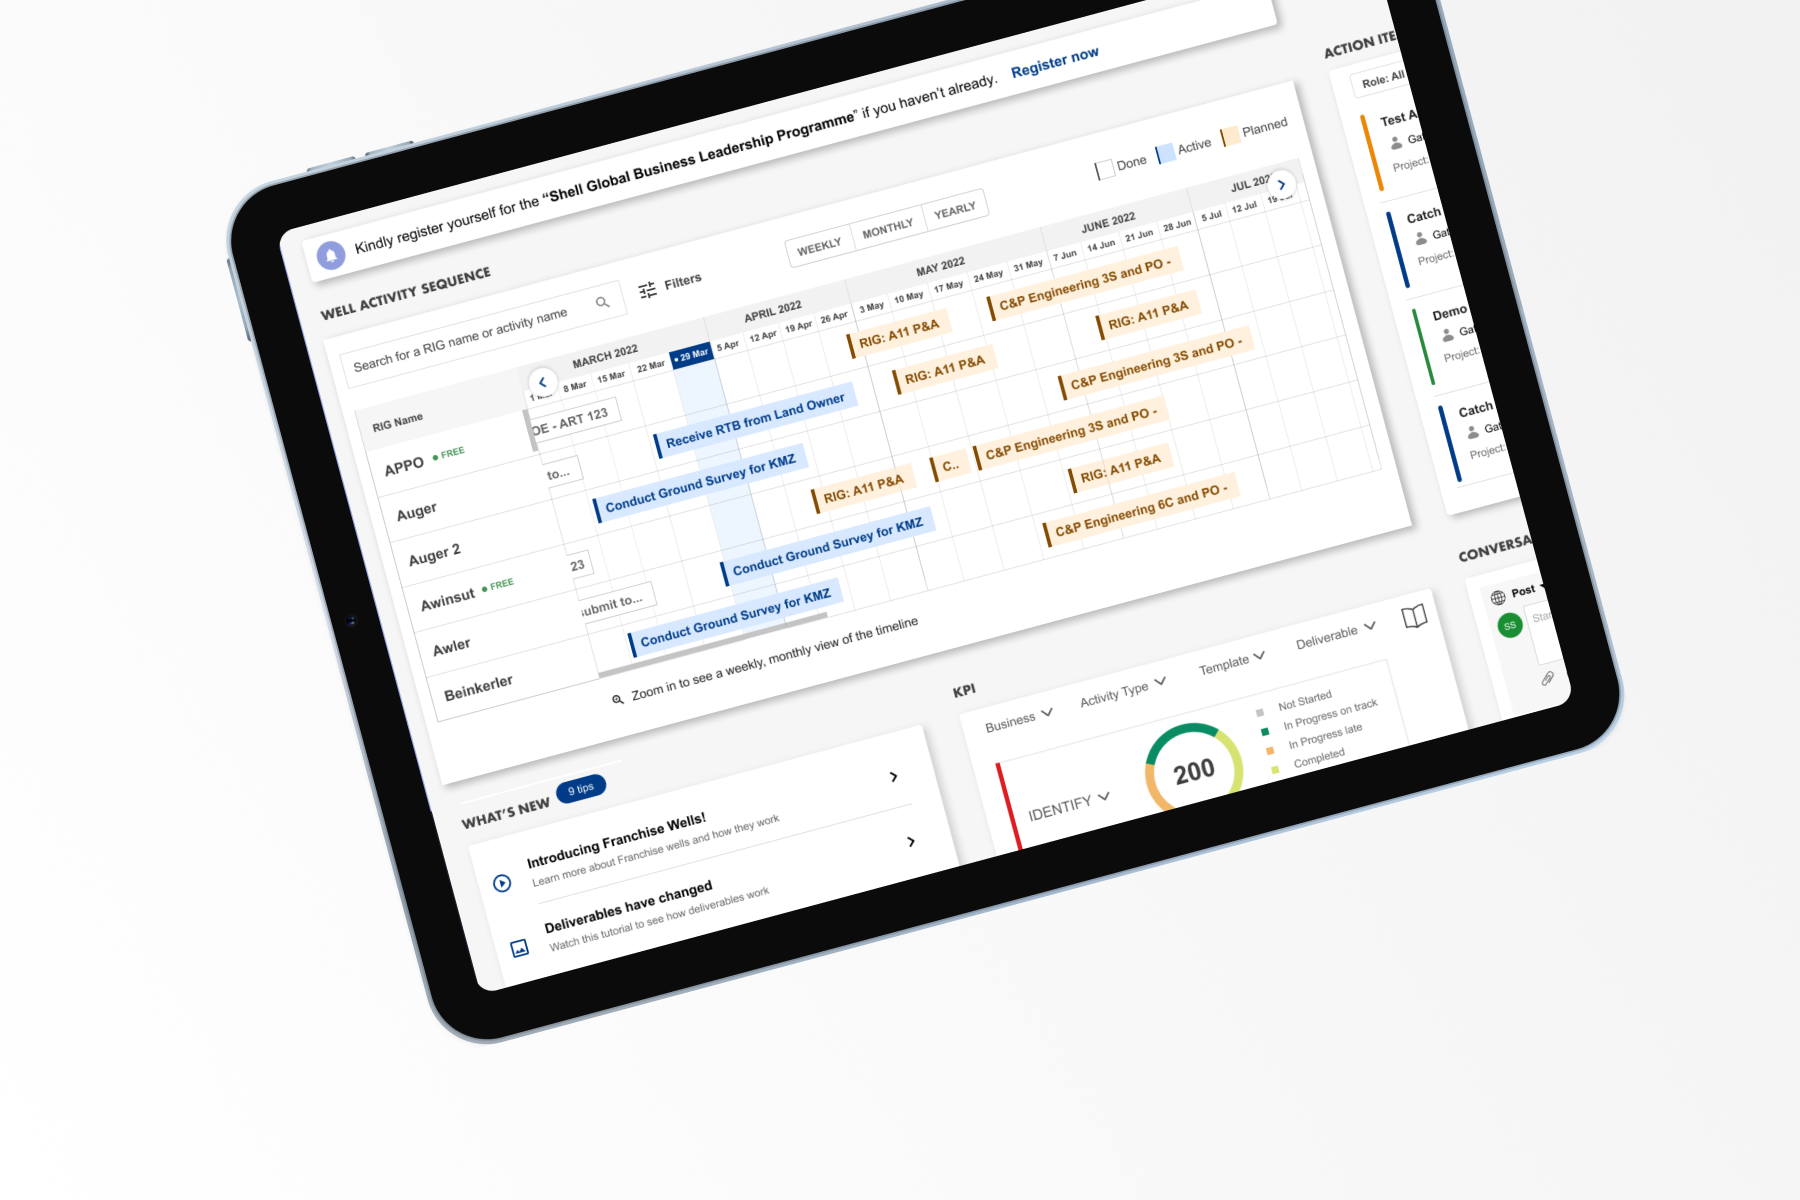 Kindly register yourself for the “Shell Global Business Leadership Programme” if you haven’t already. Register now
WELL ACTIVITY SEQUENCE
Search for a RIG name or activity name
Filters
WEEKLY MONTHLY YEARLY
Done Active Planned
RIG Name
MARCH 2022 APRIL 2022 MAY 2022 JUNE 2022 JUL
8 Mar 15 Mar 22 Mar • 29 Mar 5 Apr 12 Apr 19 Apr 26 Apr 3 May 10 May 17 May 24 May 31 May 7 Jun 14 Jun 21 Jun 28 Jun 5 Jul 12 Jul
APPO • FREE
OE - ART 123
Receive RTB from Land Owner
RIG: A11 P&A
C&P Engineering 3S and PO -
Auger
to...
Conduct Ground Survey for KMZ
RIG: A11 P&A
RIG: A11 P&A
Auger 2
C&P Engineering 3S and PO -
Awinsut • FREE
23
Conduct Ground Survey for KMZ
RIG: A11 P&A
C..
C&P Engineering 3S and PO -
Awler
submit to...
RIG: A11 P&A
Beinkerler
Conduct Ground Survey for KMZ
C&P Engineering 6C and PO -
Zoom in to see a weekly, monthly view of the timeline
WHAT’S NEW 9 tips
Introducing Franchise Wells!
Learn more about Franchise wells and how they work
Deliverables have changed
Watch this tutorial to see how deliverables work
KPI
Business Activity Type Template Deliverable
IDENTIFY
200
Not Started
In Progress on track
In Progress late
Completed
ACTION ITE
Role: All
Test A
Ga
Project:
Catch
Gat
Project:
Demo
Ga
Project:
Catch
Gat
Project:
CONVERSA
Post
SS
Star